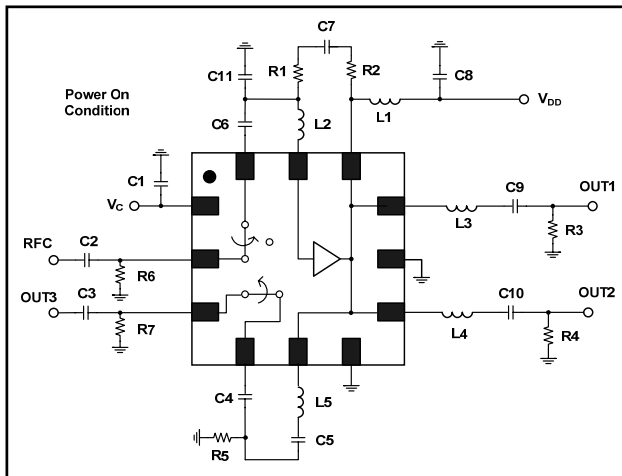 Power On
Condition
C7
C11
R1
R2
C8
C6
L2
L1
VDD
C1
VC
C9
OUT1
L3
R3
RFC
C2
R6
OUT3
C3
R7
C10
OUT2
L4
R4
C4
L5
R5
C5